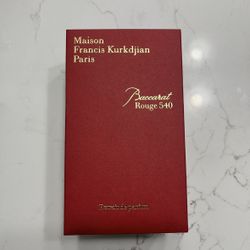 Maison
Francis Kurkdjian
Paris
Baccarat
Rouge 540
Extrait de parfum